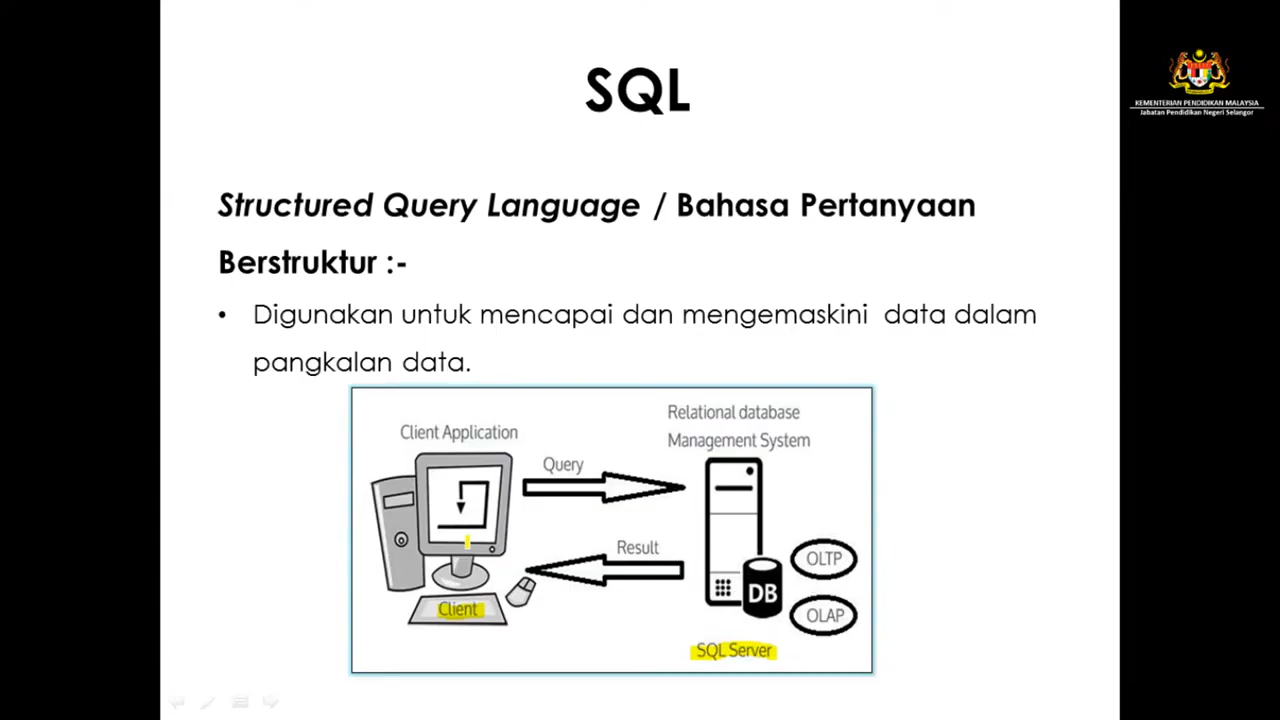 SQL
KEMENTERIAN PENDIDIKAN MALAYSIA
Jabatan Pendidikan Negeri Selangor
Structured Query Language / Bahasa Pertanyaan
Berstruktur :-
• Digunakan untuk mencapai dan mengemaskini data dalam
pangkalan data.
Client Application
Relational database
Management System
Query
Result
OLTP
DB
OLAP
Client
SQL Server